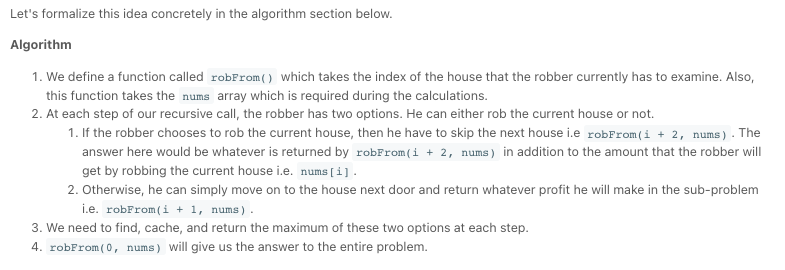 Let's formalize this idea concretely in the algorithm section below.
Algorithm
1. We define a function called robFrom() which takes the index of the house that the robber currently has to examine. Also,
this function takes the nums array which is required during the calculations.
2. At each step of our recursive call, the robber has two options. He can either rob the current house or not.
1. If the robber chooses to rob the current house, then he have to skip the next house i.e robFrom(i + 2, nums). The
answer here would be whatever is returned by robFrom(i + 2, nums) in addition to the amount that the robber will
get by robbing the current house i.e. nums[i].
2. Otherwise, he can simply move on to the house next door and return whatever profit he will make in the sub-problem
i.e. robFrom(i + 1, nums).
3. We need to find, cache, and return the maximum of these two options at each step.
4. robFrom(0, nums) will give us the answer to the entire problem.